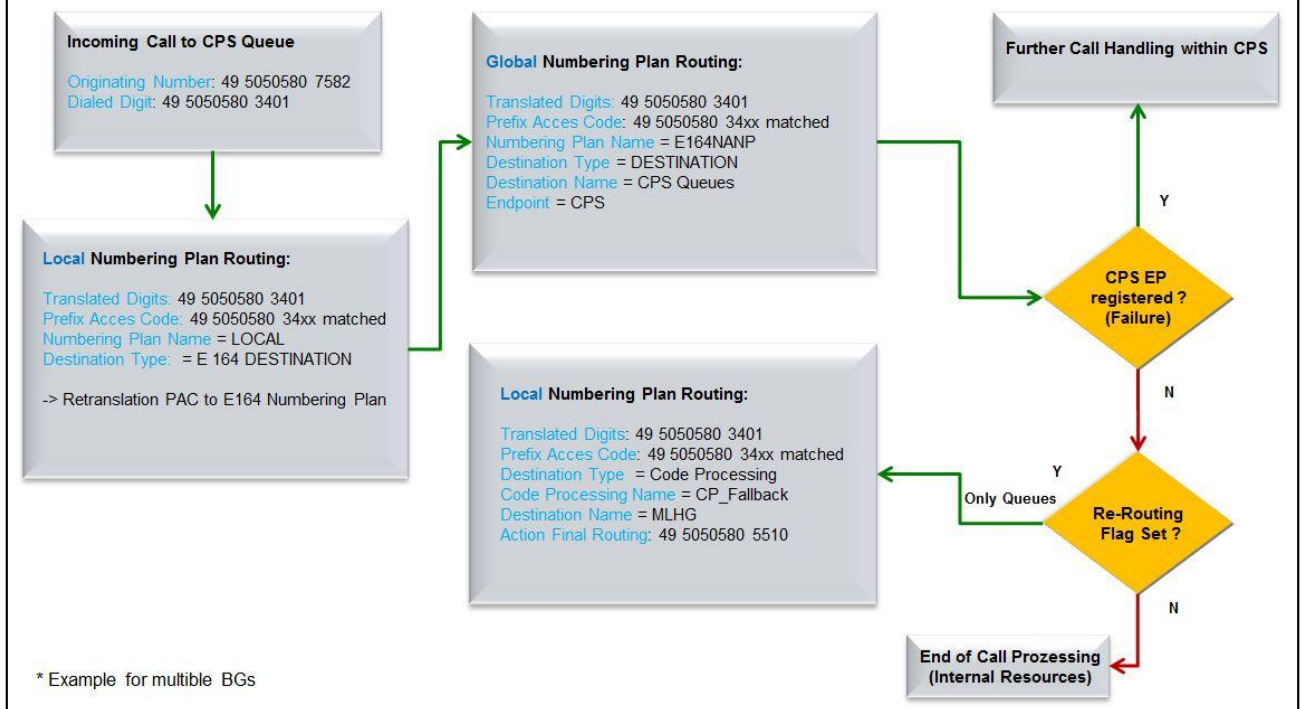 Incoming Call to CPS Queue
Originating Number: 49 5050580 7582
Dialed Digit: 49 5050580 3401
Local Numbering Plan Routing:
Translated Digits: 49 5050580 3401
Prefix Acces Code: 49 5050580 34xx matched
Numbering Plan Name = LOCAL
Destination Type: = E 164 DESTINATION
-> Retranslation PAC to E164 Numbering Plan
Global Numbering Plan Routing:
Translated Digits: 49 5050580 3401
Prefix Acces Code: 49 5050580 34xx matched
Numbering Plan Name = E164NANP
Destination Type = DESTINATION
Destination Name = CPS Queues
Endpoint = CPS
Further Call Handling within CPS
Y
CPS EP
registered ?
(Failure)
N
Re-Routing
Flag Set ?
Y
Only Queues
Local Numbering Plan Routing:
Translated Digits: 49 5050580 3401
Prefix Acces Code: 49 5050580 34xx matched
Destination Type = Code Processing
Code Processing Name = CP_Fallback
Destination Name = MLHG
Action Final Routing: 49 5050580 5510
N
End of Call Prozessing
(Internal Resources)
* Example for multiple BGs